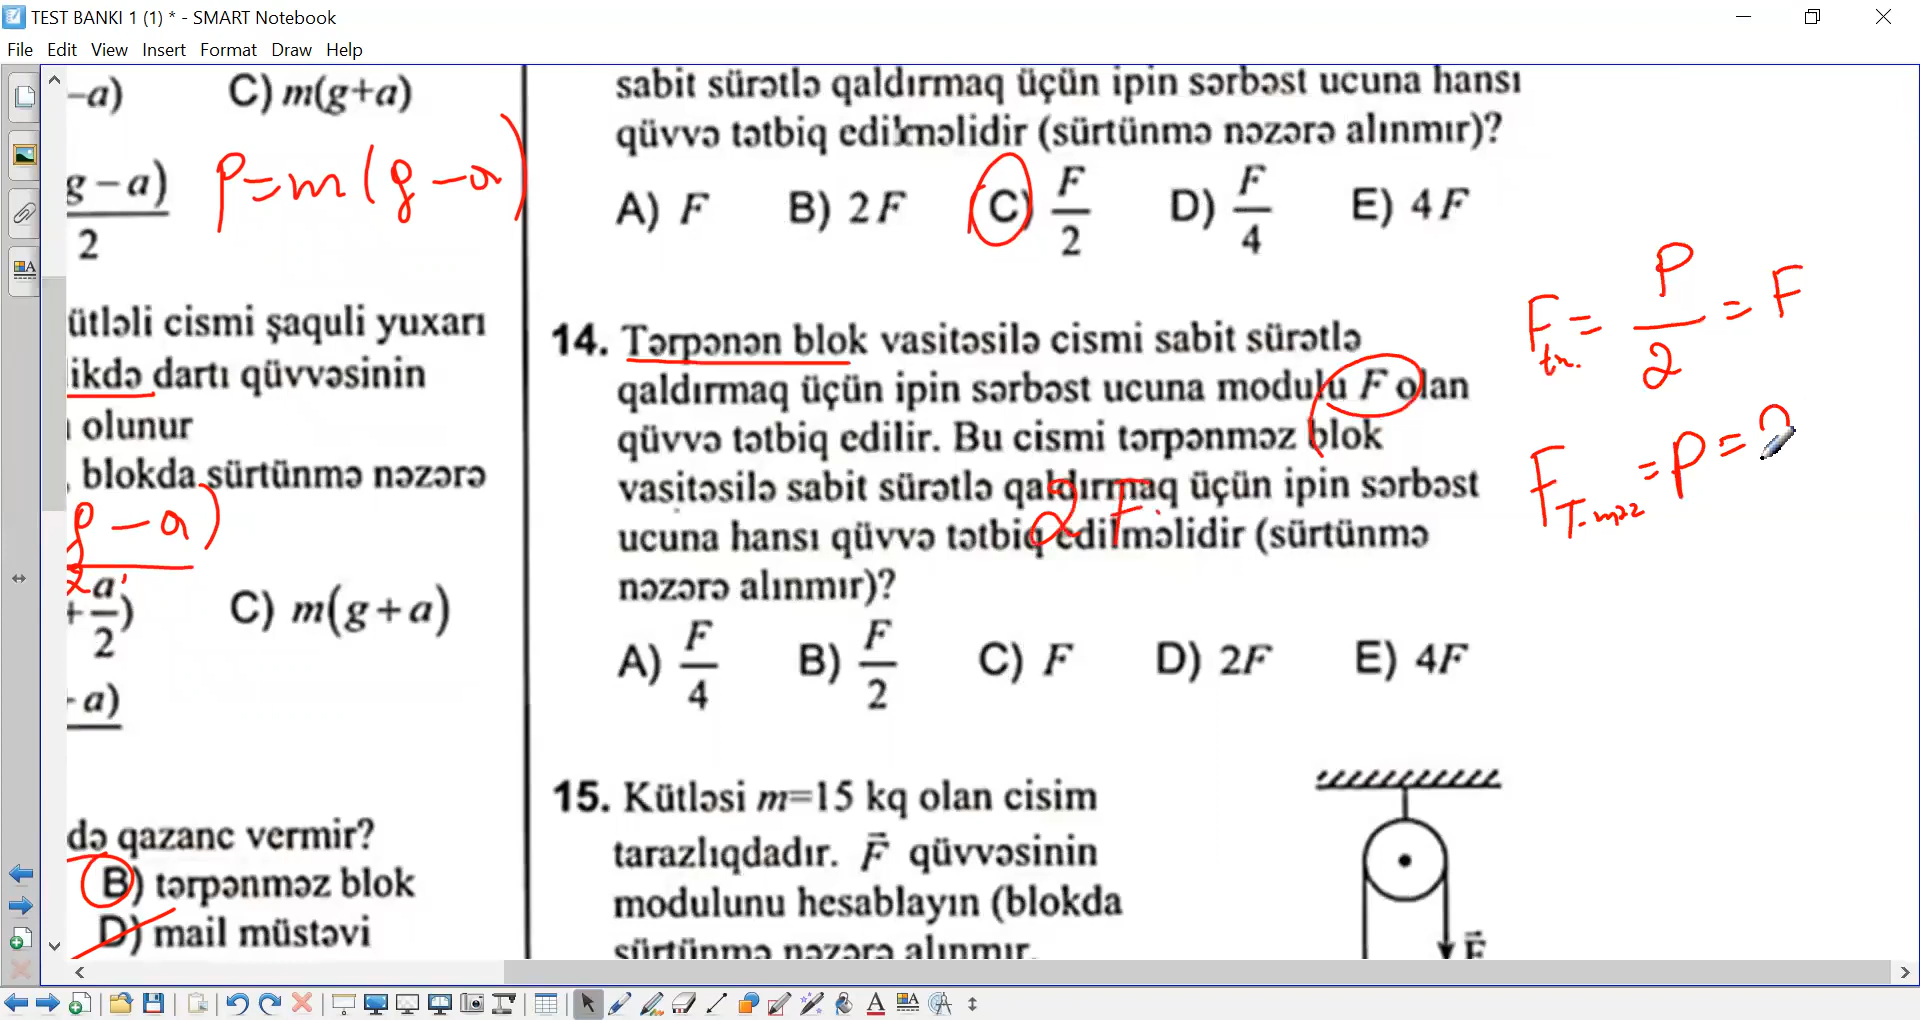 TEST BANKI 1 (1) * - SMART Notebook
File Edit View Insert Format Draw Help
-a) C) m(g+a)
g-a)
2
P=m(g-a)
ütləli cismi şaquli yuxarı
ikdə dartı qüvvəsinin
olunur
blokda sürtünmə nəzərə
g-a)
2
+a/2) C) m(g+a)
-a)
də qazanc vermir?
B) tərpənməz blok
D) mail müstəvi
sabit sürətlə qaldırmaq üçün ipin sərbəst ucuna hansı
qüvvə tətbiq edilməlidir (sürtünmə nəzərə alınmır)?
A) F B) 2F C) F/2 D) F/4 E) 4F
14. Tərpənən blok vasitəsilə cismi sabit sürətlə
qaldırmaq üçün ipin sərbəst ucuna modulu F olan
qüvvə tətbiq edilir. Bu cismi tərpənməz blok
vasitəsilə sabit sürətlə qaldırmaq üçün ipin sərbəst
ucuna hansı qüvvə tətbiq edilməlidir (sürtünmə
nəzərə alınmır)?
2F
A) F/4 B) F/2 C) F D) 2F E) 4F
F = P/2 = F
F = P = 2
15. Kütləsi m=15 kq olan cisim
tarazlıqdadır. F⃗ qüvvəsinin
modulunu hesablayın (blokda
sürtünmə nəzərə alınmır.
F⃗